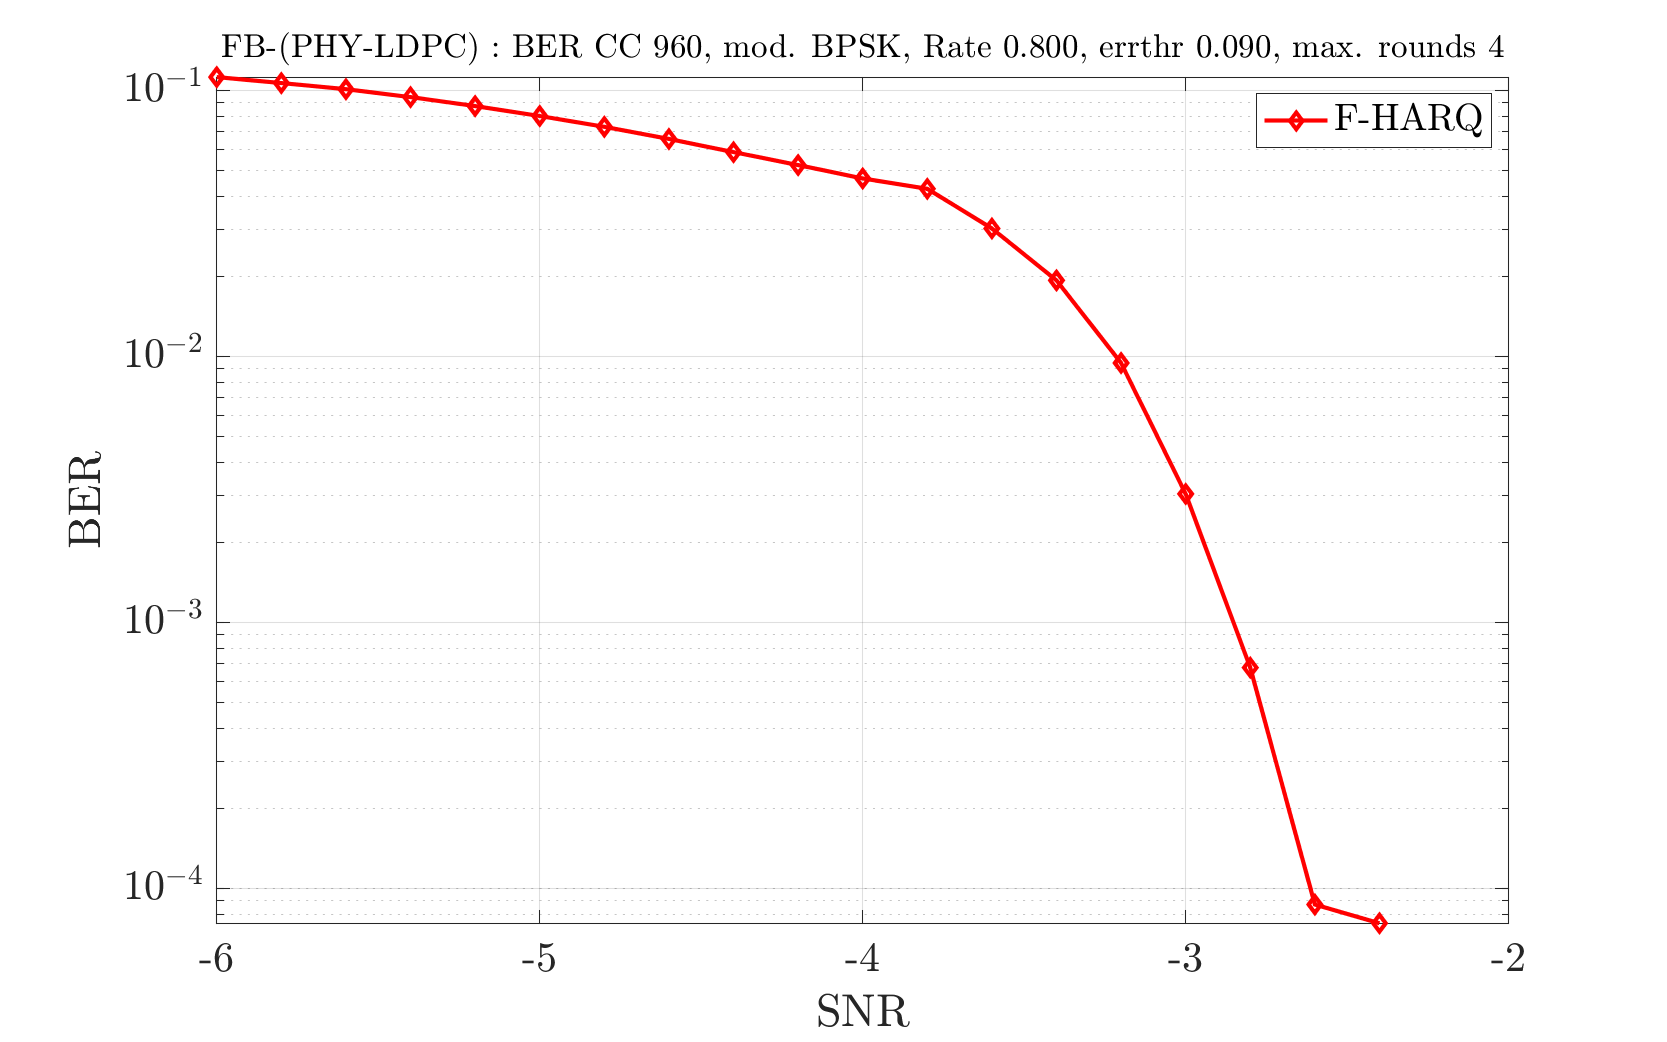 FB-(PHY-LDPC) : BER CC 960, mod. BPSK, Rate 0.800, errthr 0.090, max. rounds 4
F-HARQ
10⁻¹
10⁻²
10⁻³
10⁻⁴
BER
-6 -5 -4 -3 -2
SNR